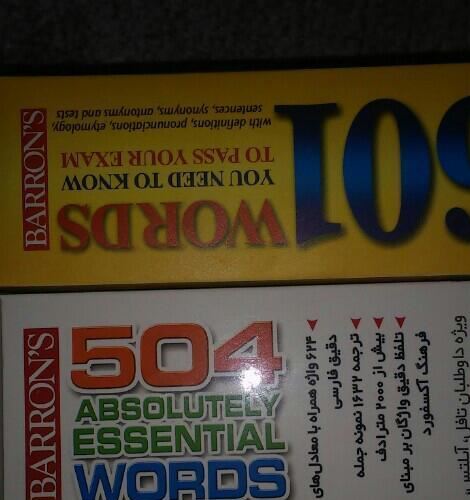 BARRON'S
601
WORDS
YOU NEED TO KNOW
TO PASS YOUR EXAM
with definitions, pronunciations, etymology,
sentences, synonyms, antonyms and tests
BARRON'S
504
ABSOLUTELY
ESSENTIAL
WORDS
۶۲۴ واژه همراه با معادل‌های
دقیق فارسی
ترجمه ۱۶۳۲ نمونه جمله
بیش از ۲۰۰۰ مترادف
تلفظ دقیق واژگان بر مبنای
فرهنگ آکسفورد
ویژه داوطلبان تافل، آیلتس